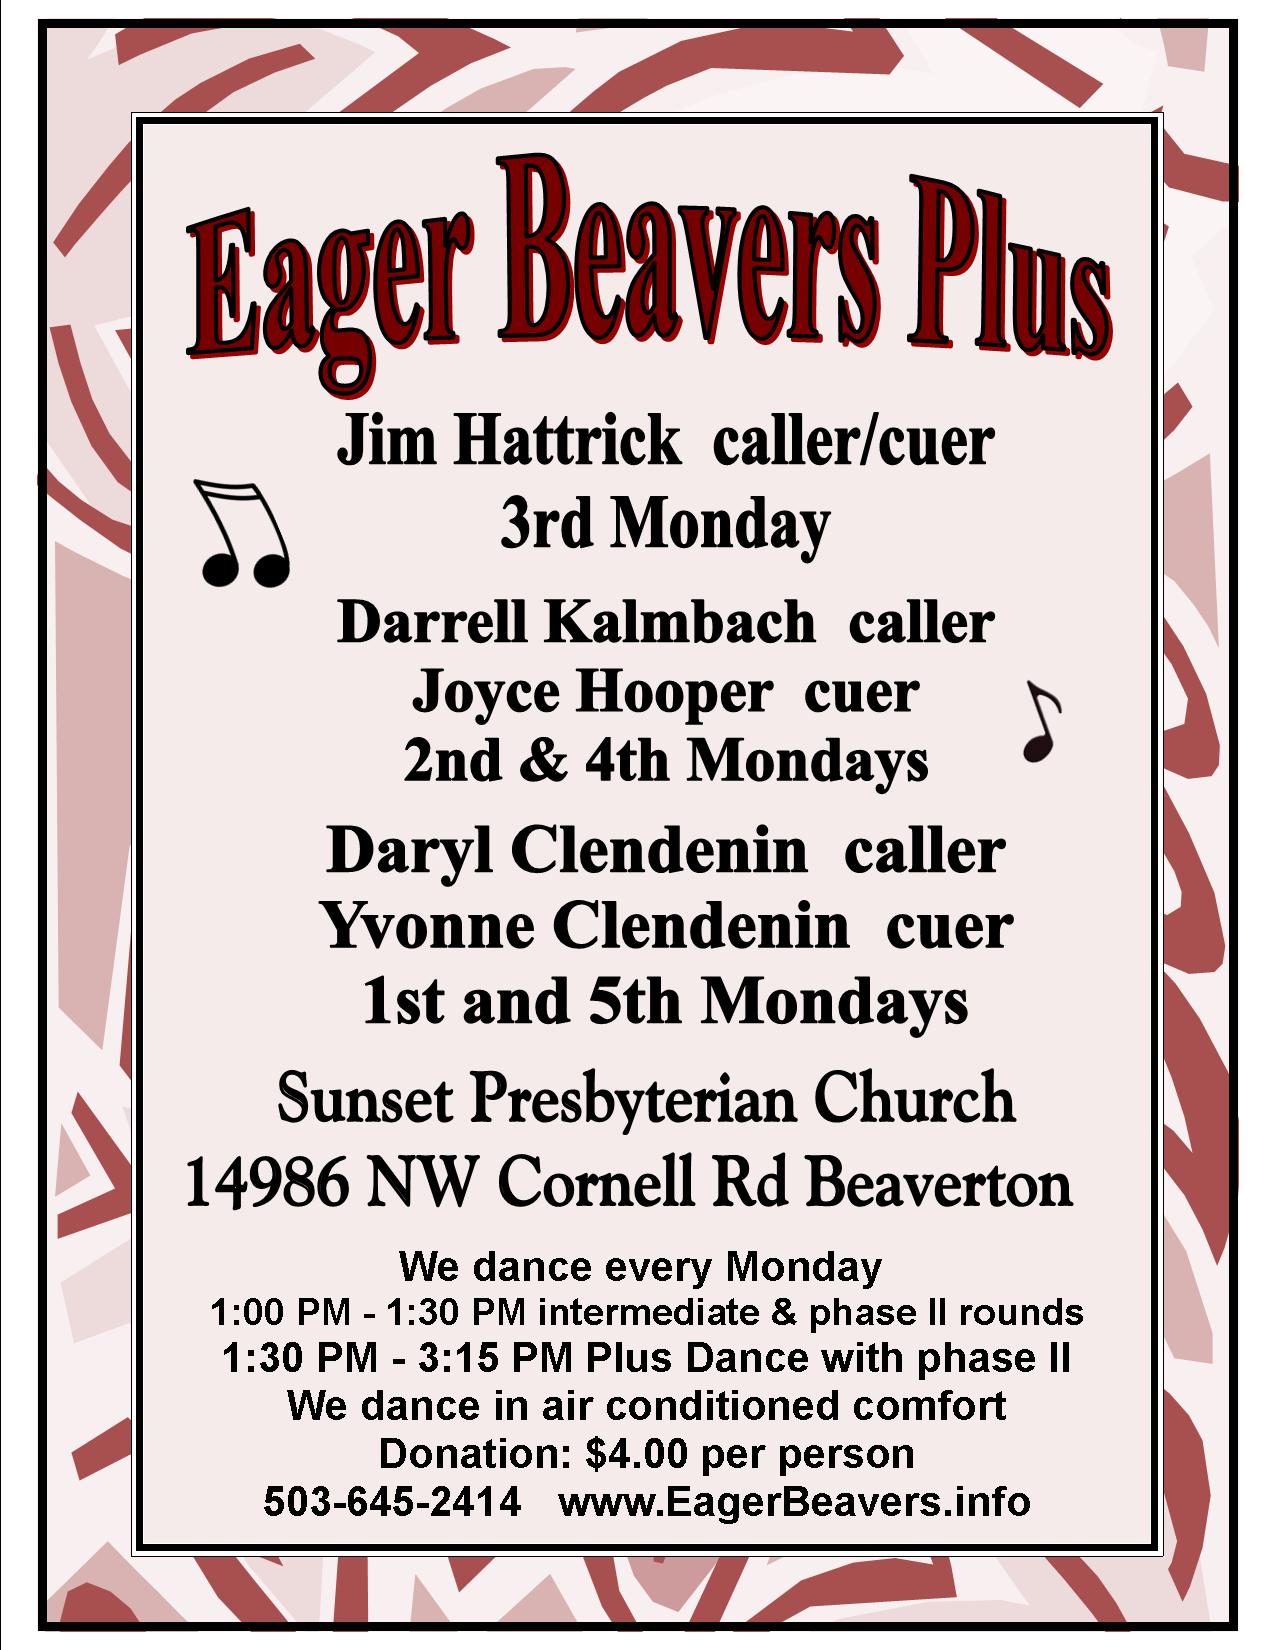 Eager Beavers Plus
Jim Hattrick caller/cuer
3rd Monday
Darrell Kalmbach caller
Joyce Hooper cuer
2nd & 4th Mondays
Daryl Clendenin caller
Yvonne Clendenin cuer
1st and 5th Mondays
Sunset Presbyterian Church
14986 NW Cornell Rd Beaverton
We dance every Monday
1:00 PM - 1:30 PM intermediate & phase II rounds
1:30 PM - 3:15 PM Plus Dance with phase II
We dance in air conditioned comfort
Donation: $4.00 per person
503-645-2414 www.EagerBeavers.info